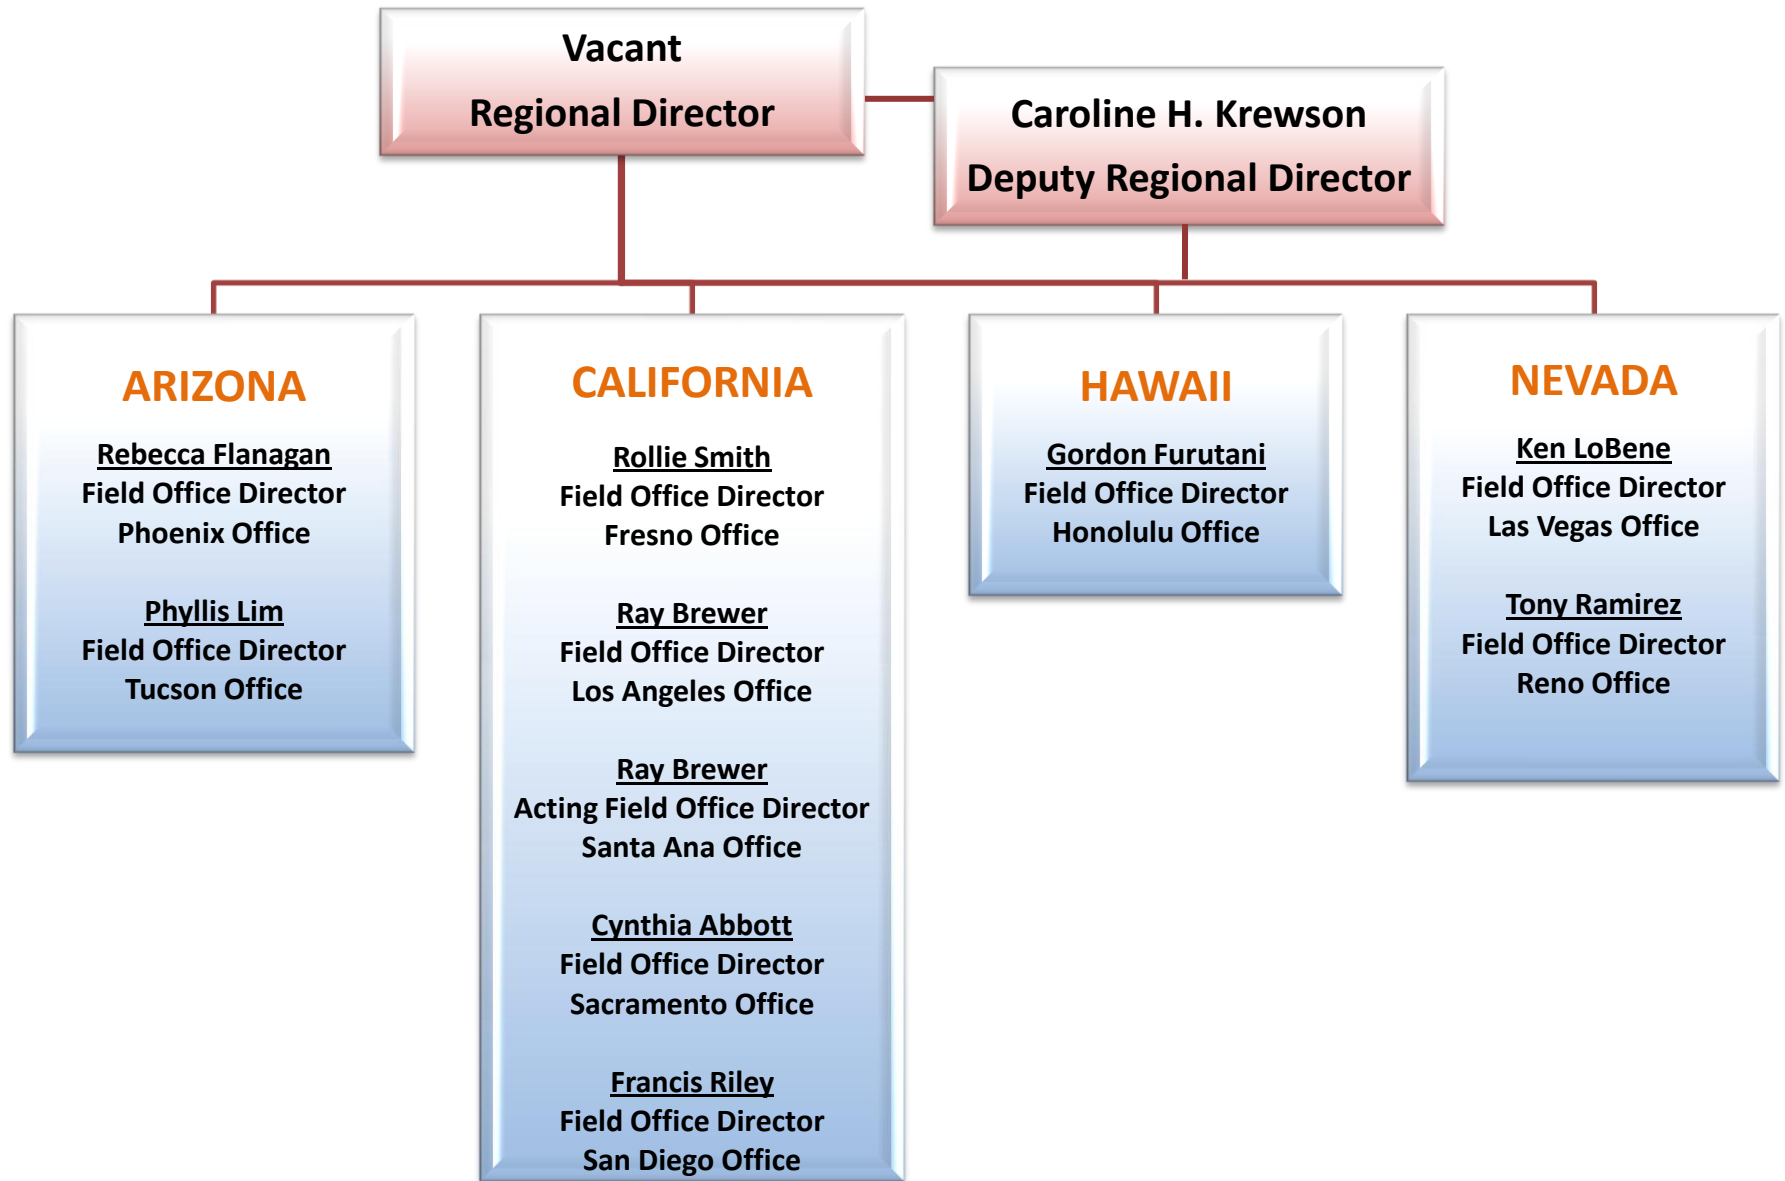 Vacant
Regional Director
Caroline H. Krewson
Deputy Regional Director
ARIZONA
Rebecca Flanagan
Field Office Director
Phoenix Office
Phyllis Lim
Field Office Director
Tucson Office
CALIFORNIA
Rollie Smith
Field Office Director
Fresno Office
Ray Brewer
Field Office Director
Los Angeles Office
Ray Brewer
Acting Field Office Director
Santa Ana Office
Cynthia Abbott
Field Office Director
Sacramento Office
Francis Riley
Field Office Director
San Diego Office
HAWAII
Gordon Furutani
Field Office Director
Honolulu Office
NEVADA
Ken LoBene
Field Office Director
Las Vegas Office
Tony Ramirez
Field Office Director
Reno Office